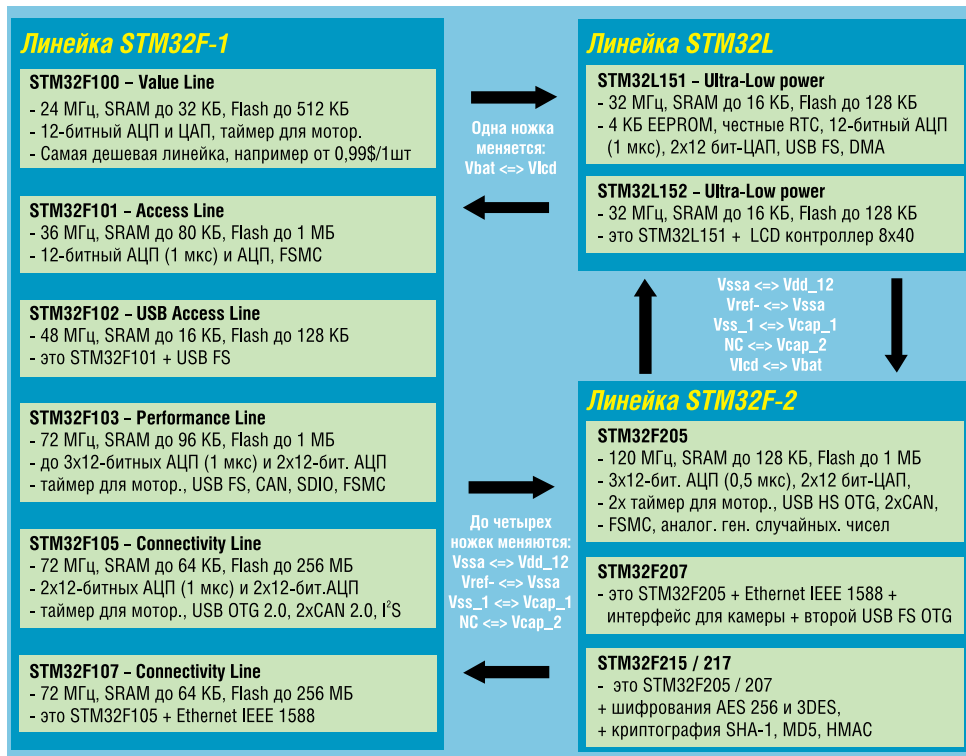 Линейка STM32F-1
STM32F100 – Value Line
- 24 МГц, SRAM до 32 КБ, Flash до 512 КБ
- 12-битный АЦП и ЦАП, таймер для мотор.
- Самая дешевая линейка, например от 0,99$/1шт
STM32F101 – Access Line
- 36 МГц, SRAM до 80 КБ, Flash до 1 МБ
- 12-битный АЦП (1 мкс) и АЦП, FSMC
STM32F102 – USB Access Line
- 48 МГц, SRAM до 16 КБ, Flash до 128 КБ
- это STM32F101 + USB FS
STM32F103 – Performance Line
- 72 МГц, SRAM до 96 КБ, Flash до 1 МБ
- до 3x12-битных АЦП (1 мкс) и 2x12-бит. АЦП
- таймер для мотор., USB FS, CAN, SDIO, FSMC
STM32F105 – Connectivity Line
- 72 МГц, SRAM до 64 КБ, Flash до 256 МБ
- 2x12-битных АЦП (1 мкс) и 2x12-бит.АЦП
- таймер для мотор., USB OTG 2.0, 2xCAN 2.0, I²S
STM32F107 – Connectivity Line
- 72 МГц, SRAM до 64 КБ, Flash до 256 МБ
- это STM32F105 + Ethernet IEEE 1588
Одна ножка
меняется:
Vbat <=> Vlcd
До четырех
ножек меняются:
Vssa <=> Vdd_12
Vref- <=> Vssa
Vss_1 <=> Vcap_1
NC <=> Vcap_2
Линейка STM32L
STM32L151 – Ultra-Low power
- 32 МГц, SRAM до 16 КБ, Flash до 128 КБ
- 4 КБ EEPROM, честные RTC, 12-битный АЦП
(1 мкс), 2x12 бит-ЦАП, USB FS, DMA
STM32L152 – Ultra-Low power
- 32 МГц, SRAM до 16 КБ, Flash до 128 КБ
- это STM32L151 + LCD контроллер 8x40
Vssa <=> Vdd_12
Vref- <=> Vssa
Vss_1 <=> Vcap_1
NC <=> Vcap_2
Vlcd <=> Vbat
Линейка STM32F-2
STM32F205
- 120 МГц, SRAM до 128 КБ, Flash до 1 МБ
- 3x12-бит. АЦП (0,5 мкс), 2x12 бит-ЦАП,
- 2x таймер для мотор., USB HS OTG, 2xCAN,
- FSMC, аналог. ген. случайных. чисел
STM32F207
- это STM32F205 + Ethernet IEEE 1588 +
интерфейс для камеры + второй USB FS OTG
STM32F215 / 217
- это STM32F205 / 207
+ шифрования AES 256 и 3DES,
+ криптография SHA-1, MD5, HMAC